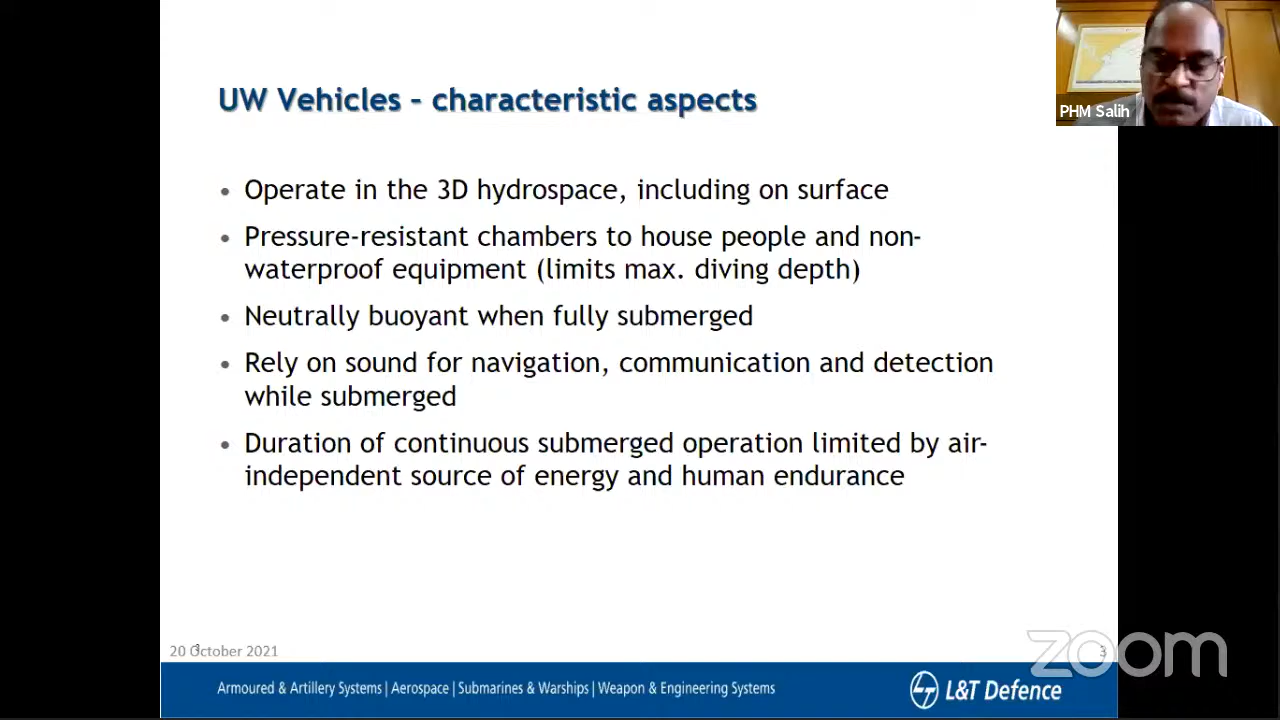 UW Vehicles – characteristic aspects
PHM Salih
• Operate in the 3D hydrospace, including on surface
• Pressure-resistant chambers to house people and non-
waterproof equipment (limits max. diving depth)
• Neutrally buoyant when fully submerged
• Rely on sound for navigation, communication and detection
while submerged
• Duration of continuous submerged operation limited by air-
independent source of energy and human endurance
20 October 2021
3
3
zoom
Armoured & Artillery Systems | Aerospace | Submarines & Warships | Weapon & Engineering Systems
L&T Defence